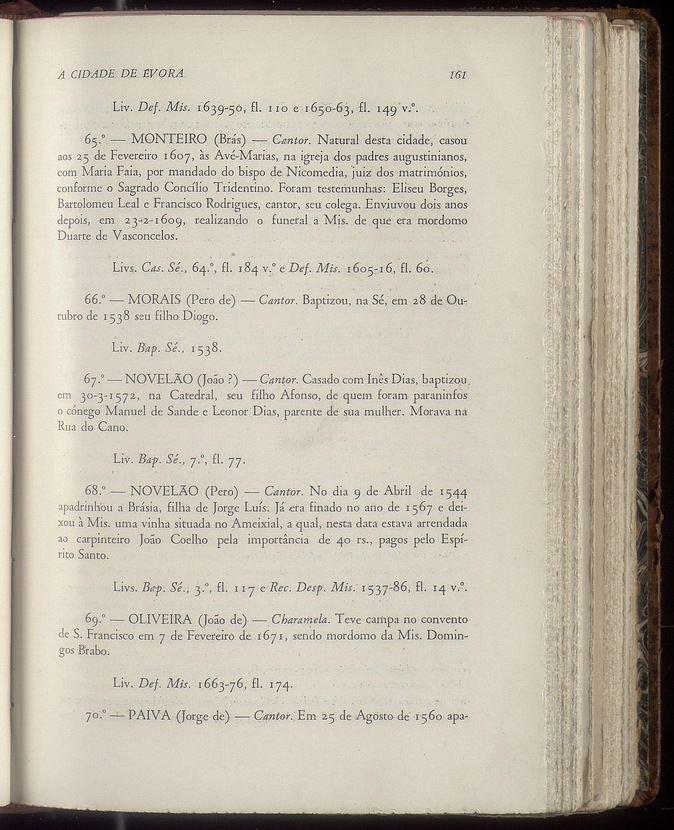 A CIDADE DE ÉVORA 161
Liv. Def. Mis. 1639-50, fl. 110 e 1650-63, fl. 149 v.º.
65.º — MONTEIRO (Brás) — Cantor. Natural desta cidade, casou
aos 25 de Fevereiro 1607, às Avé-Marias, na igreja dos padres augustinianos,
com Maria Faia, por mandado do bispo de Nicomedia, juiz dos matrimónios,
conforme o Sagrado Concílio Tridentino. Foram testemunhas: Eliseu Borges,
Bartolomeu Leal e Francisco Rodrigues, cantor, seu colega. Enviuvou dois anos
depois, em 23-2-1609, realizando o funeral a Mis. de que era mordomo
Duarte de Vasconcelos.
Livs. Cas. Sé., 64.º, fl. 184 v.º e Def. Mis. 1605-16, fl. 60.
66.º — MORAIS (Pero de) — Cantor. Baptizou, na Sé, em 28 de Ou-
tubro de 1538 seu filho Diogo.
Liv. Bap. Sé., 1538.
67.º — NOVELÃO (João ?) — Cantor. Casado com Inês Dias, baptizou
em 30-3-1572, na Catedral, seu filho Afonso, de quem foram paraninfos
o cónego Manuel de Sande e Leonor Dias, parente de sua mulher. Morava na
Rua do Cano.
Liv. Bap. Sé., 7.º, fl. 77.
68.º — NOVELÃO (Pero) — Cantor. No dia 9 de Abril de 1544
apadrinhou a Brásia, filha de Jorge Luís. Já era finado no ano de 1567 e dei-
xou à Mis. uma vinha situada no Ameixial, a qual, nesta data estava arrendada
ao carpinteiro João Coelho pela importância de 40 rs., pagos pelo Espí-
rito Santo.
Livs. Bap. Sé., 3.º, fl. 117 e Rec. Desp. Mis. 1537-86, fl. 14 v.º.
69.º — OLIVEIRA (João de) — Charamela. Teve campa no convento
de S. Francisco em 7 de Fevereiro de 1671, sendo mordomo da Mis. Domin-
gos Brabo.
Liv. Def. Mis. 1663-76, fl. 174.
70.º — PAIVA (Jorge de) — Cantor. Em 25 de Agosto de 1560 apa-